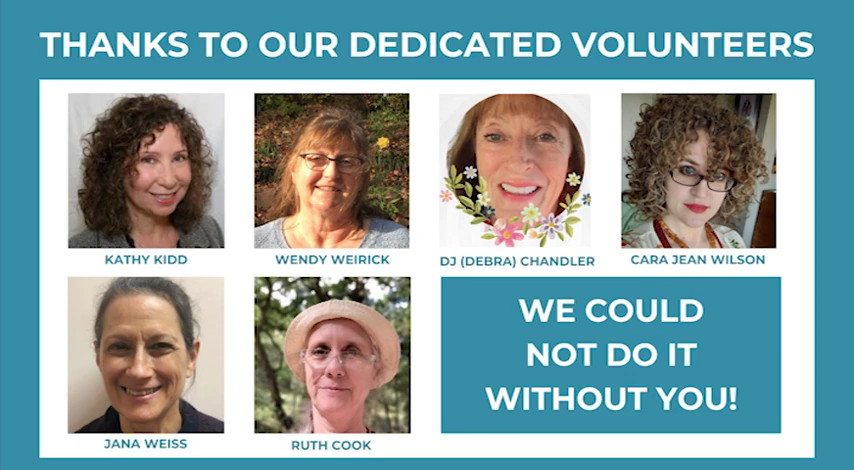 THANKS TO OUR DEDICATED VOLUNTEERS
KATHY KIDD
WENDY WEIRICK
DJ (DEBRA) CHANDLER
CARA JEAN WILSON
JANA WEISS
RUTH COOK
WE COULD
NOT DO IT
WITHOUT YOU!